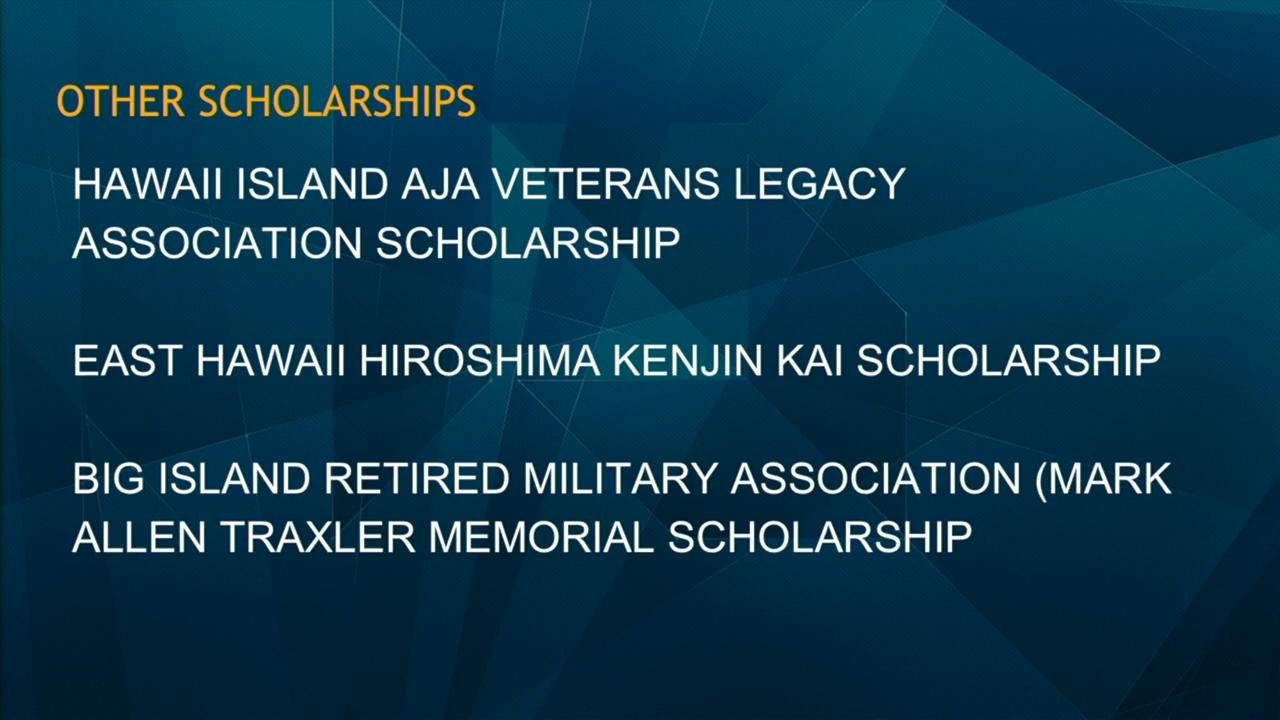 OTHER SCHOLARSHIPS
HAWAII ISLAND AJA VETERANS LEGACY
ASSOCIATION SCHOLARSHIP
EAST HAWAII HIROSHIMA KENJIN KAI SCHOLARSHIP
BIG ISLAND RETIRED MILITARY ASSOCIATION (MARK
ALLEN TRAXLER MEMORIAL SCHOLARSHIP